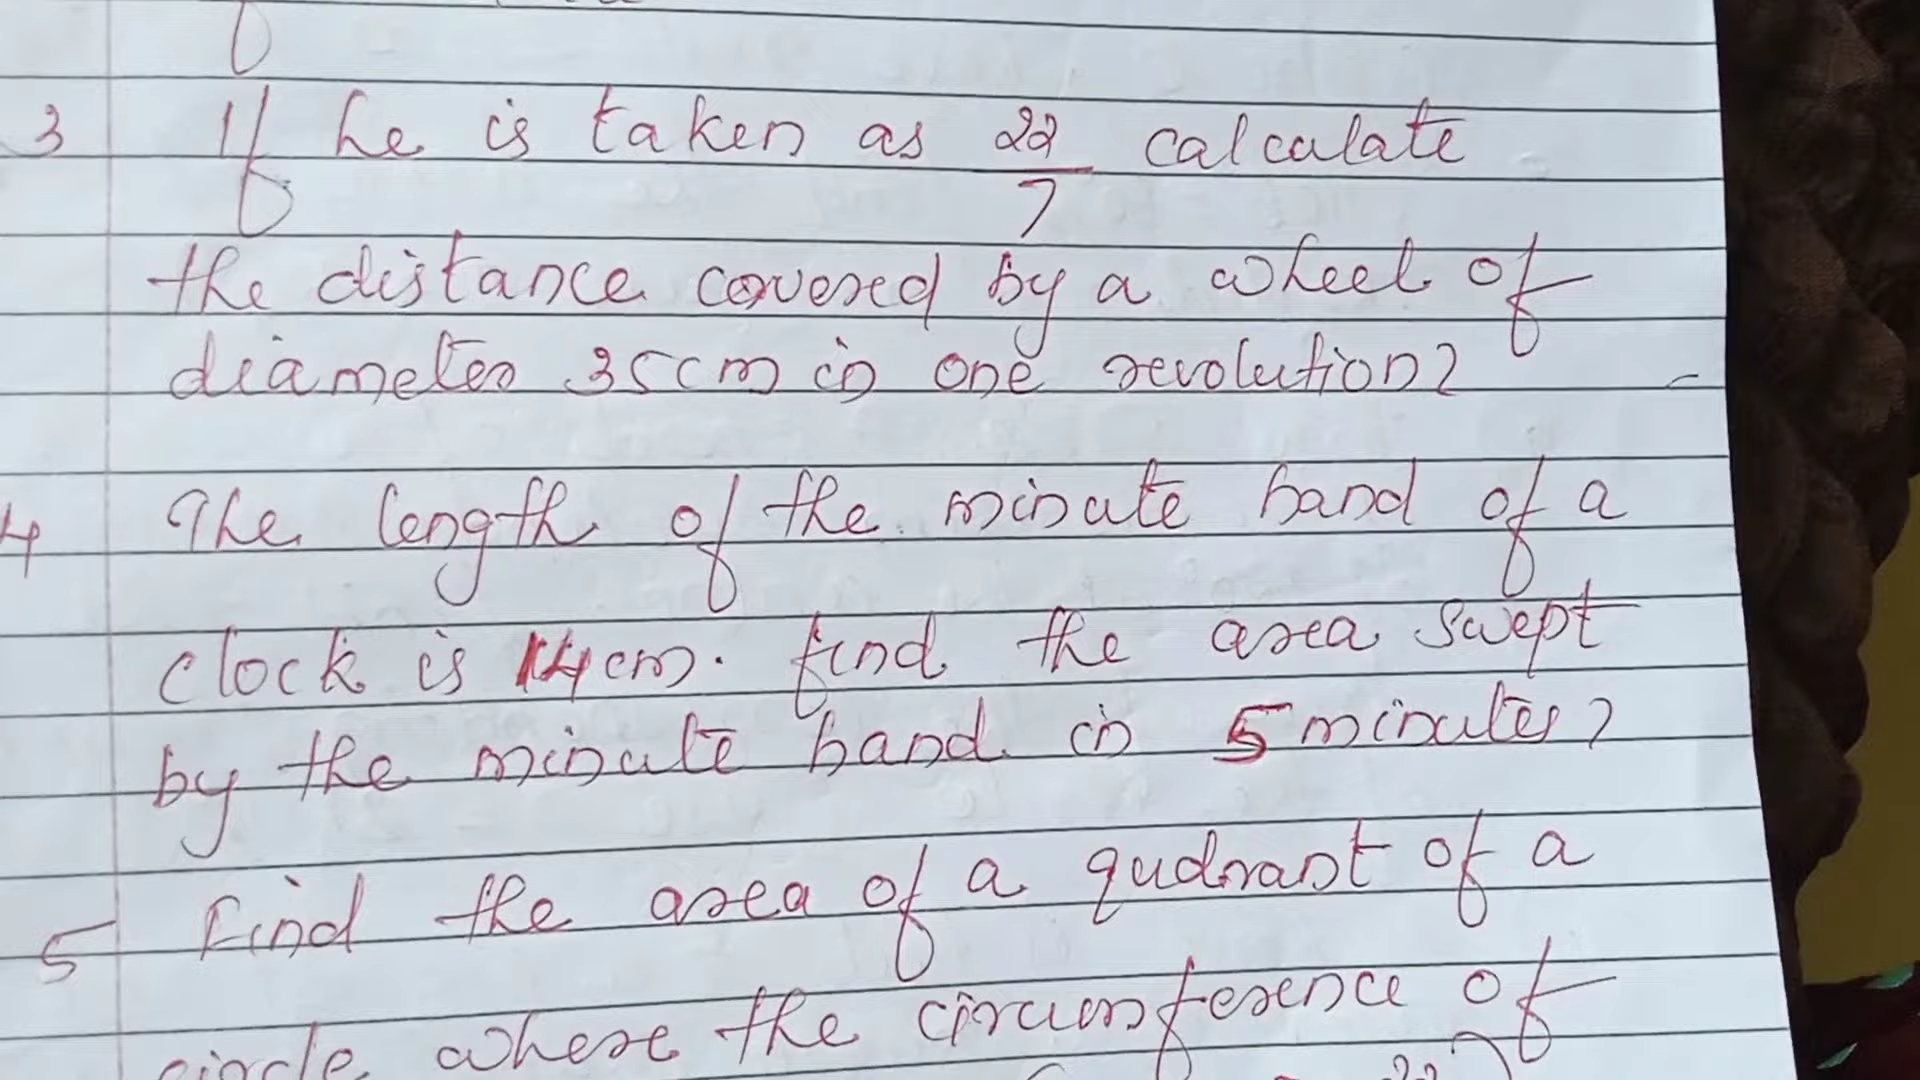 3 If he is taken as 22/7 calculate
the distance covered by a wheel of
diameter 35cm in one revolution?
4 The length of the minute hand of a
clock is 14cm. find the area swept
by the minute hand in 5 minutes?
5 Find the area of a qudrant of a
circle where the circumference of
22